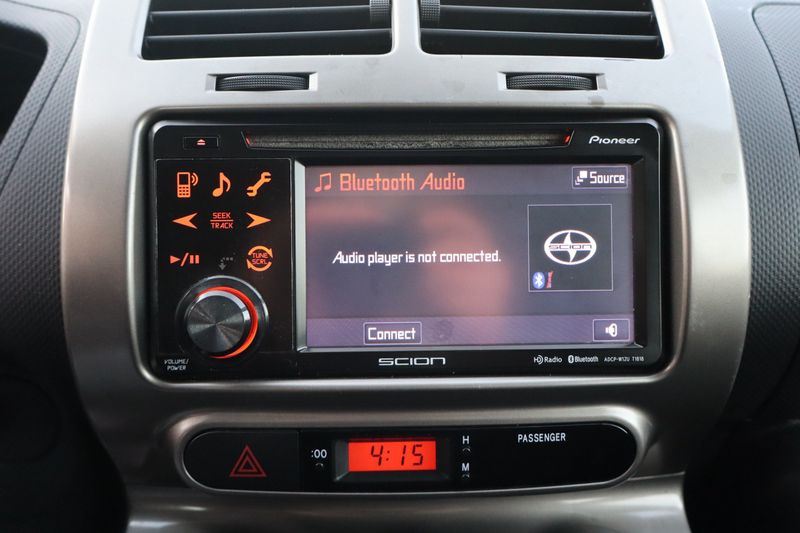 Pioneer
Bluetooth Audio
Source
SEEK
TRACK
Audio player is not connected.
SCION
TUNE
SCRL
Connect
VOLUME/
POWER
SCION
HD Radio Bluetooth ADCP-W12U T1818
:00
4:15
H
M
PASSENGER